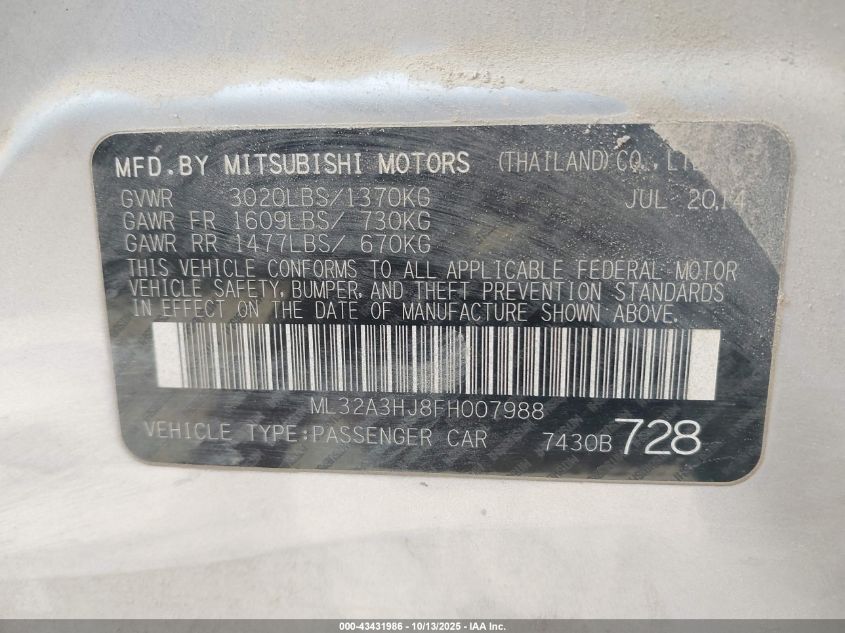 MFD.BY MITSUBISHI MOTORS (THAILAND) CO.,LT
GVWR 3020LBS/1370KG JUL 2014
GAWR FR 1609LBS/ 730KG
GAWR RR 1477LBS/ 670KG
THIS VEHICLE CONFORMS TO ALL APPLICABLE FEDERAL MOTOR
VEHICLE SAFETY, BUMPER, AND THEFT PREVENTION STANDARDS
IN EFFECT ON THE DATE OF MANUFACTURE SHOWN ABOVE.
ML32A3HJ8FH007988
VEHICLE TYPE:PASSENGER CAR 7430B 728
000-43431986 - 10/13/2025 - IAA Inc.